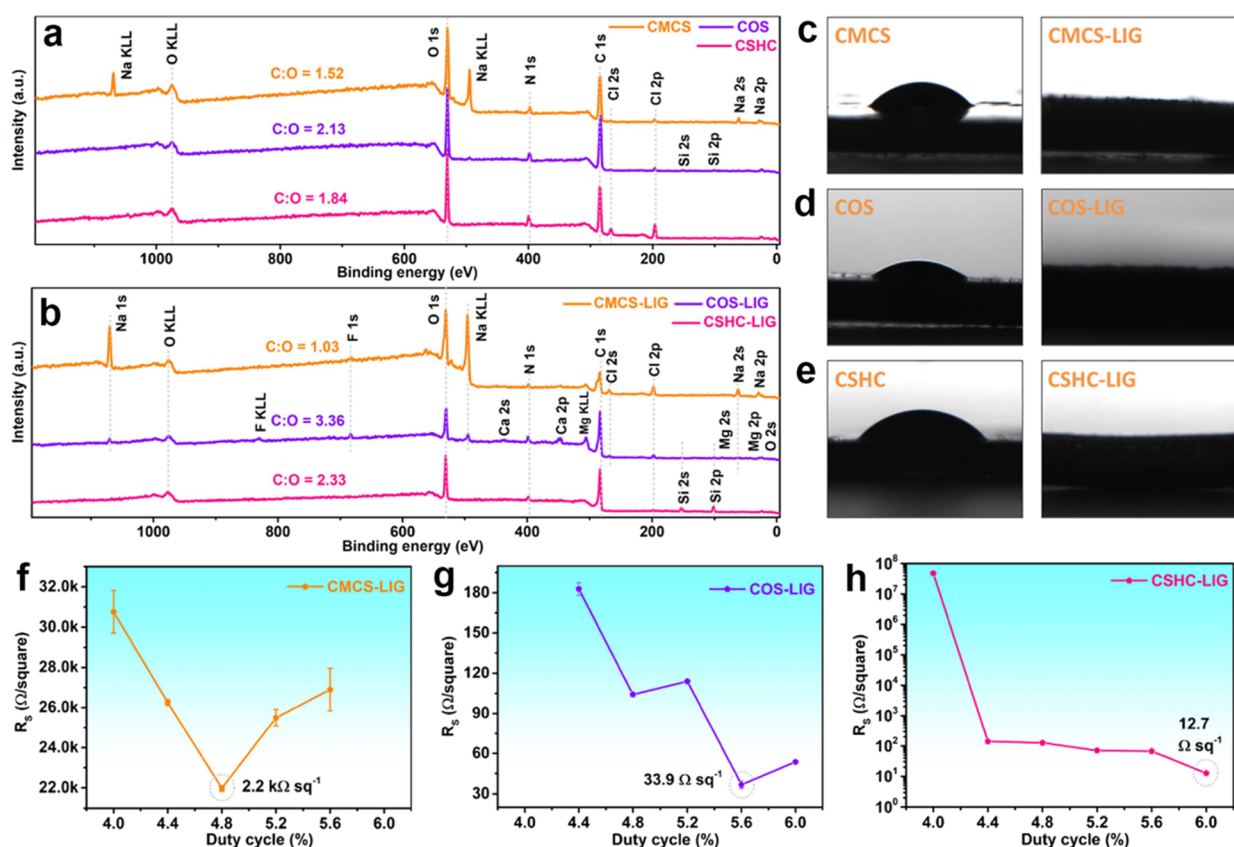 a
CMCS
COS
CSHC
Na KLL
O KLL
O 1s
Na KLL
N 1s
C 1s
Cl 2s
Cl 2p
Na 2s
Na 2p
C:O = 1.52
C:O = 2.13
Si 2s
Si 2p
C:O = 1.84
Intensity (a.u.)
1000
800
600
400
200
0
Binding energy (eV)
b
CMCS-LIG
COS-LIG
CSHC-LIG
Na 1s
O KLL
F 1s
O 1s
Na KLL
N 1s
C 1s
Cl 2s
Cl 2p
Na 2s
Na 2p
C:O = 1.03
F KLL
Ca 2s
Ca 2p
Mg KLL
Mg 2s
Mg 2p
O 2s
C:O = 3.36
Si 2s
Si 2p
C:O = 2.33
Intensity (a.u.)
1000
800
600
400
200
0
Binding energy (eV)
c
CMCS
CMCS-LIG
d
COS
COS-LIG
e
CSHC
CSHC-LIG
f
CMCS-LIG
32.0k
30.0k
28.0k
26.0k
24.0k
22.0k
Rs (Ω/square)
2.2 kΩ sq⁻¹
4.0
4.4
4.8
5.2
5.6
6.0
Duty cycle (%)
g
COS-LIG
180
150
120
90
60
30
Rs (Ω/square)
33.9 Ω sq⁻¹
4.0
4.4
4.8
5.2
5.6
6.0
Duty cycle (%)
h
CSHC-LIG
10⁸
10⁷
10⁶
10⁵
10⁴
10³
10²
10¹
10⁰
Rs (Ω/square)
12.7
Ω sq⁻¹
4.0
4.4
4.8
5.2
5.6
6.0
Duty cycle (%)